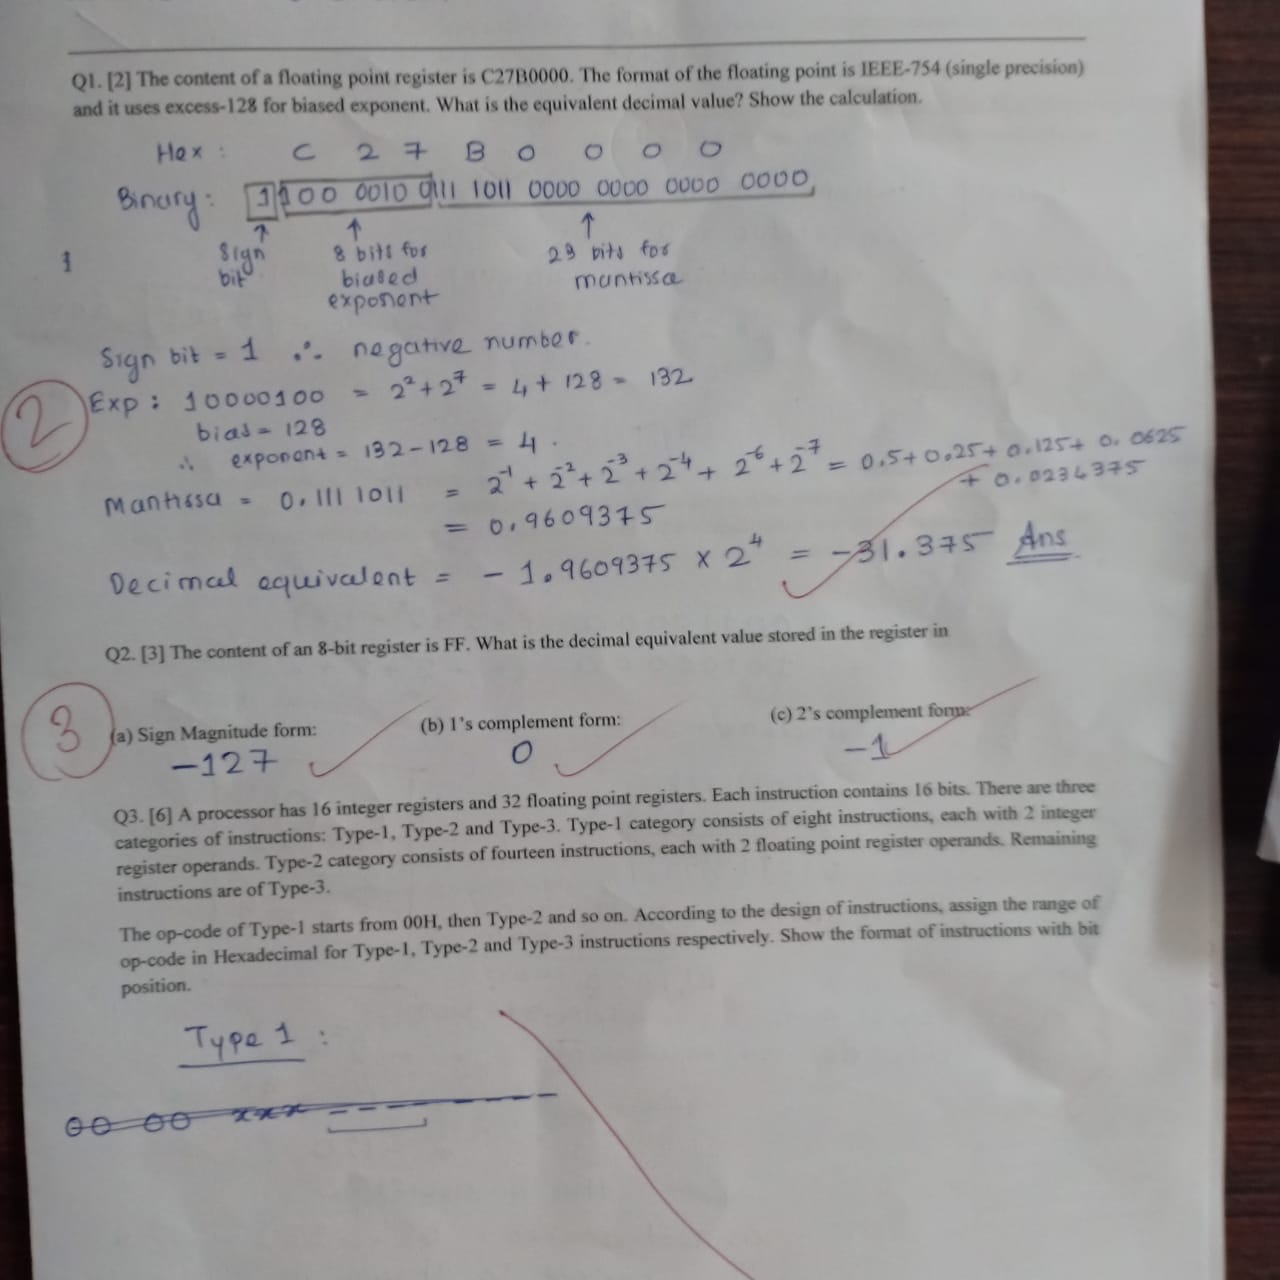 Q1. [2] The content of a floating point register is C27B0000. The format of the floating point is IEEE-754 (single precision)
and it uses excess-128 for biased exponent. What is the equivalent decimal value? Show the calculation.
Hex : C 2 7 B 0 0 0 0
Binary: 1 100 0010 0111 1011 0000 0000 0000 0000
Sign bit
8 bits for biased exponent
23 bits for mantissa
Sign bit = 1 ∴ negative number.
2
Exp : 10000100 = 2² + 2⁷ = 4 + 128 = 132
bias = 128
∴ exponent = 132 - 128 = 4 .
Mantissa = 0.1111011 = 2⁻¹ + 2⁻² + 2⁻³ + 2⁻⁴ + 2⁻⁶ + 2⁻⁷ = 0.5 + 0.25 + 0.125 + 0.0625
+ 0.0234375
= 0.9609375
Decimal equivalent = - 1.9609375 × 2⁴ = -31.375 Ans
Q2. [3] The content of an 8-bit register is FF. What is the decimal equivalent value stored in the register in
3
(a) Sign Magnitude form: (b) 1's complement form: (c) 2's complement form:
-127 0 -1
Q3. [6] A processor has 16 integer registers and 32 floating point registers. Each instruction contains 16 bits. There are three
categories of instructions: Type-1, Type-2 and Type-3. Type-1 category consists of eight instructions, each with 2 integer
register operands. Type-2 category consists of fourteen instructions, each with 2 floating point register operands. Remaining
instructions are of Type-3.
The op-code of Type-1 starts from 00H, then Type-2 and so on. According to the design of instructions, assign the range of
op-code in Hexadecimal for Type-1, Type-2 and Type-3 instructions respectively. Show the format of instructions with bit
position.
Type 1 :
00 00 xxx